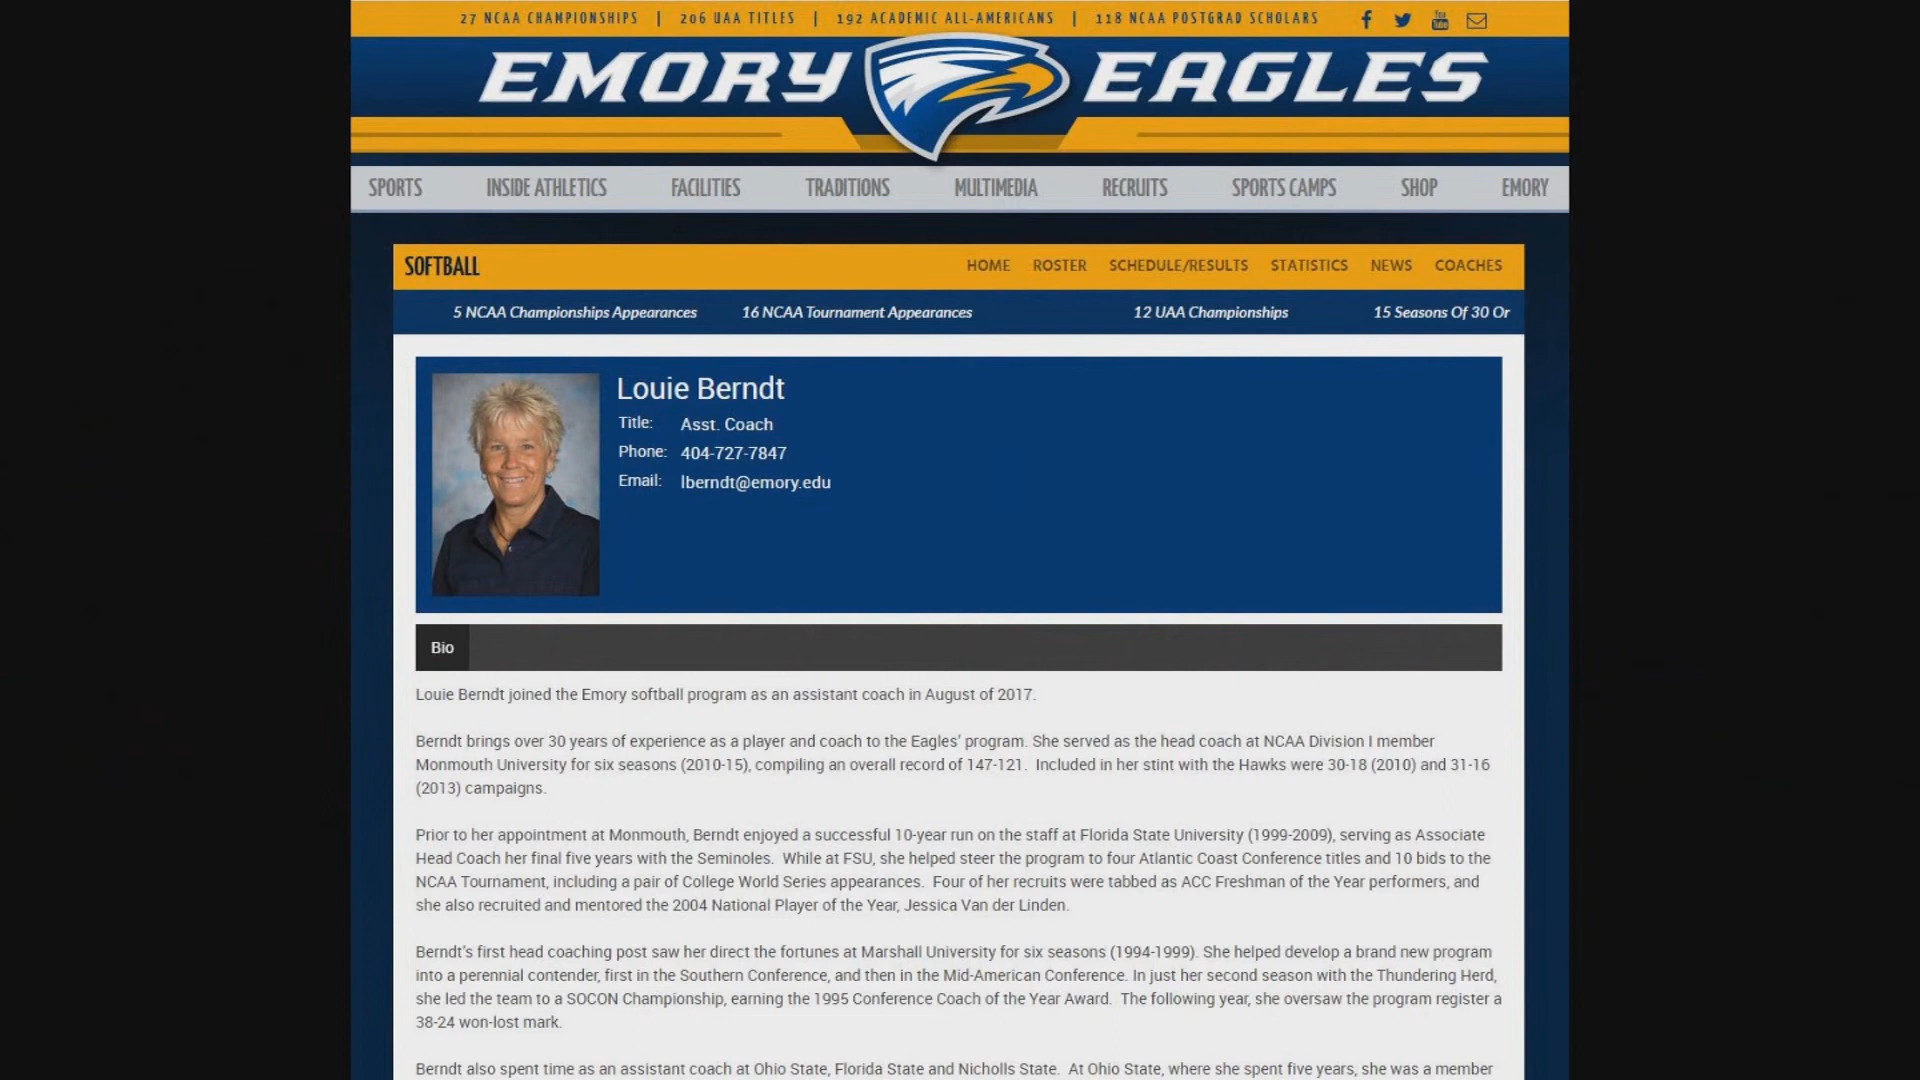 27 NCAA CHAMPIONSHIPS | 206 UAA TITLES | 192 ACADEMIC ALL-AMERICANS | 118 NCAA POSTGRAD SCHOLARS
EMORY EAGLES
SPORTS INSIDE ATHLETICS FACILITIES TRADITIONS MULTIMEDIA RECRUITS SPORTS CAMPS SHOP EMORY
SOFTBALL HOME ROSTER SCHEDULE/RESULTS STATISTICS NEWS COACHES
5 NCAA Championships Appearances 16 NCAA Tournament Appearances 12 UAA Championships 15 Seasons Of 30 Or
Louie Berndt
Title: Asst. Coach
Phone: 404-727-7847
Email: lberndt@emory.edu
Bio
Louie Berndt joined the Emory softball program as an assistant coach in August of 2017.
Berndt brings over 30 years of experience as a player and coach to the Eagles' program. She served as the head coach at NCAA Division I member
Monmouth University for six seasons (2010-15), compiling an overall record of 147-121. Included in her stint with the Hawks were 30-18 (2010) and 31-16
(2013) campaigns.
Prior to her appointment at Monmouth, Berndt enjoyed a successful 10-year run on the staff at Florida State University (1999-2009), serving as Associate
Head Coach her final five years with the Seminoles. While at FSU, she helped steer the program to four Atlantic Coast Conference titles and 10 bids to the
NCAA Tournament, including a pair of College World Series appearances. Four of her recruits were tabbed as ACC Freshman of the Year performers, and
she also recruited and mentored the 2004 National Player of the Year, Jessica Van der Linden.
Berndt's first head coaching post saw her direct the fortunes at Marshall University for six seasons (1994-1999). She helped develop a brand new program
into a perennial contender, first in the Southern Conference, and then in the Mid-American Conference. In just her second season with the Thundering Herd,
she led the team to a SOCON Championship, earning the 1995 Conference Coach of the Year Award. The following year, she oversaw the program register a
38-24 won-lost mark.
Berndt also spent time as an assistant coach at Ohio State, Florida State and Nicholls State. At Ohio State, where she spent five years, she was a member